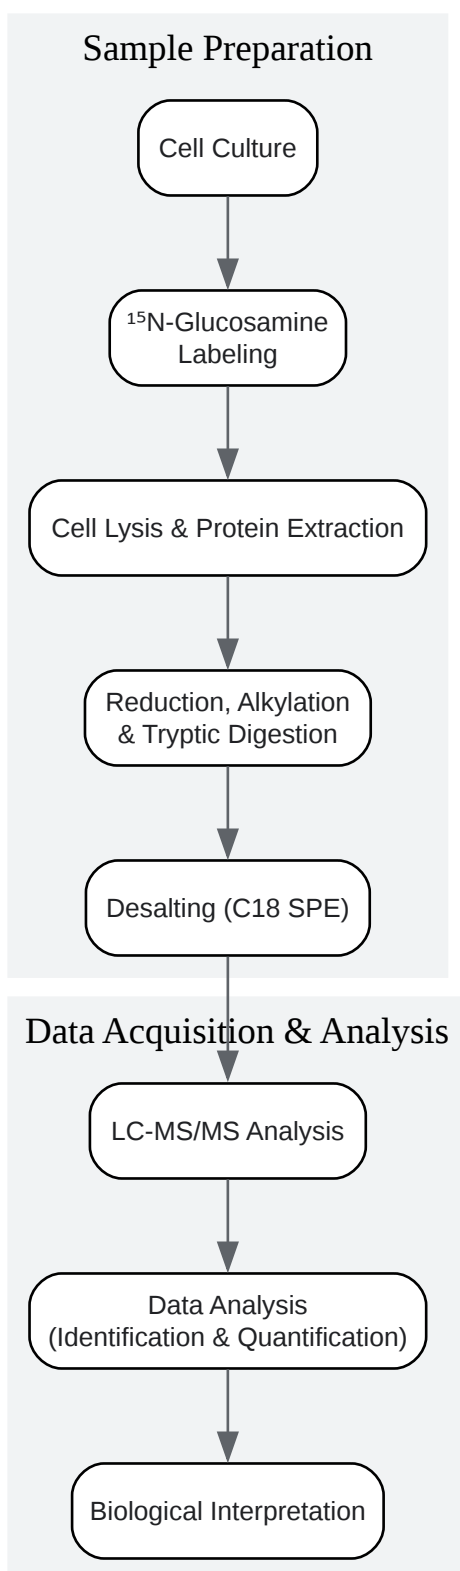 Sample Preparation
Cell Culture
¹⁵N-Glucosamine
Labeling
Cell Lysis & Protein Extraction
Reduction, Alkylation
& Tryptic Digestion
Desalting (C18 SPE)
Data Acquisition & Analysis
LC-MS/MS Analysis
Data Analysis
(Identification & Quantification)
Biological Interpretation